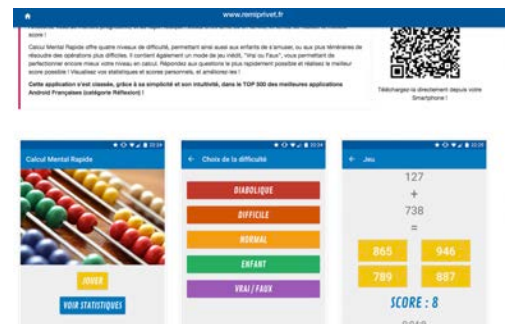 www.remiprivet.fr
score !
Calcul Mental Rapide offre quatre niveaux de difficulté, permettant ainsi aussi aux enfants de s'amuser, ou aux plus téméraires de
résoudre des opérations plus difficiles. Il contient également un mode de jeu inédit, "Vrai ou Faux", vous permettant de
perfectionner encore mieux votre niveau en calcul. Répondez aux questions le plus rapidement possible et réalisez le meilleur
score possible ! Visualisez vos statistiques et scores personnels, et améliorez-les !
Cette application s'est classée, grâce à sa simplicité et son intuitivité, dans le TOP 500 des meilleures applications
Android Françaises (catégorie Réflexion) !
Téléchargez-la directement depuis votre
Smartphone !
Calcul Mental Rapide
JOUER
VOIR STATISTIQUES
Choix de la difficulté
DIABOLIQUE
DIFFICILE
NORMAL
ENFANT
VRAI / FAUX
Jeu
127
+
738
=
865 946
789 887
SCORE : 8